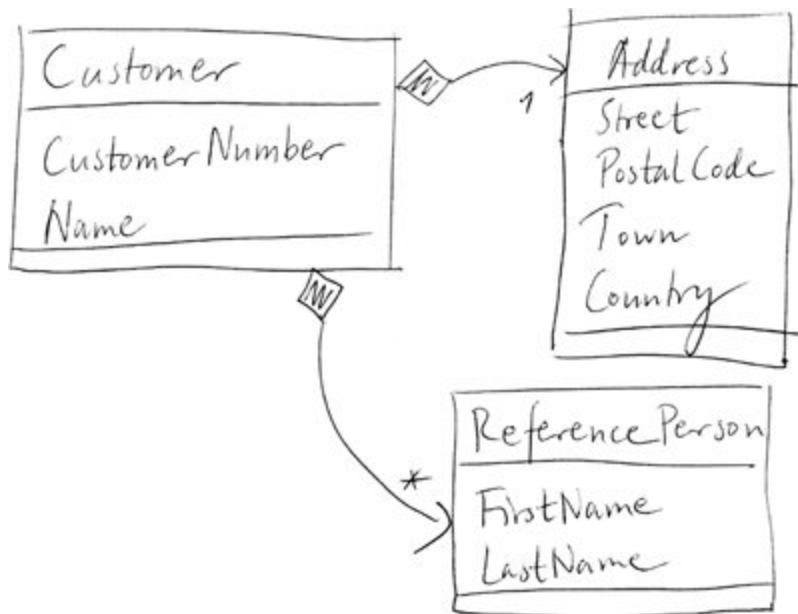 Customer
CustomerNumber
Name
1
Address
Street
PostalCode
Town
Country
*
ReferencePerson
FirstName
LastName